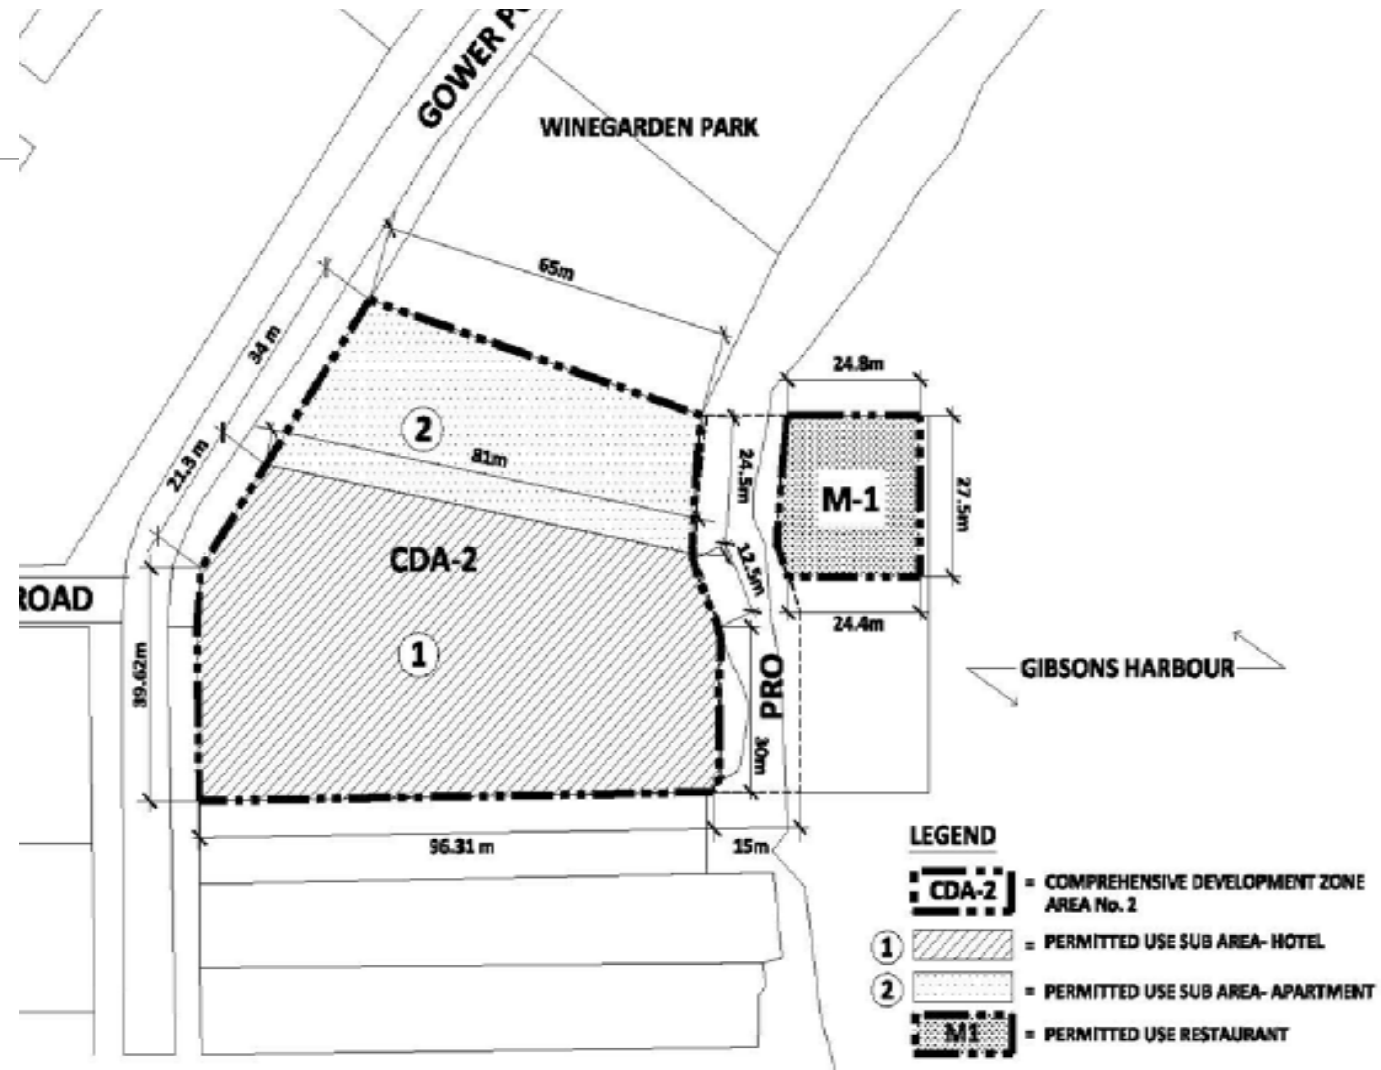 GOWER
WINEGARDEN PARK
65m
34 m
24.8m
2
21.3 m
81m
24.5m
M-1
27.5m
CDA-2
12.5m
ROAD
24.4m
1
39.62m
PRO
GIBSONS HARBOUR
30m
96.31 m
15m
LEGEND
CDA-2 = COMPREHENSIVE DEVELOPMENT ZONE
AREA No. 2
1 = PERMITTED USE SUB AREA- HOTEL
2 = PERMITTED USE SUB AREA- APARTMENT
M1 = PERMITTED USE RESTAURANT